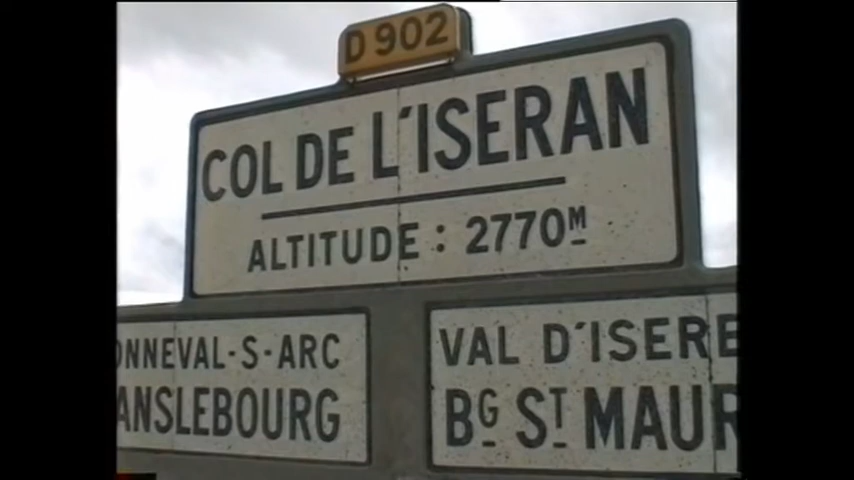 D 902
COL DE L'ISERAN
ALTITUDE : 2770M
ONNEVAL-S-ARC
ANSLEBOURG
VAL D'ISERE
BG ST MAUR